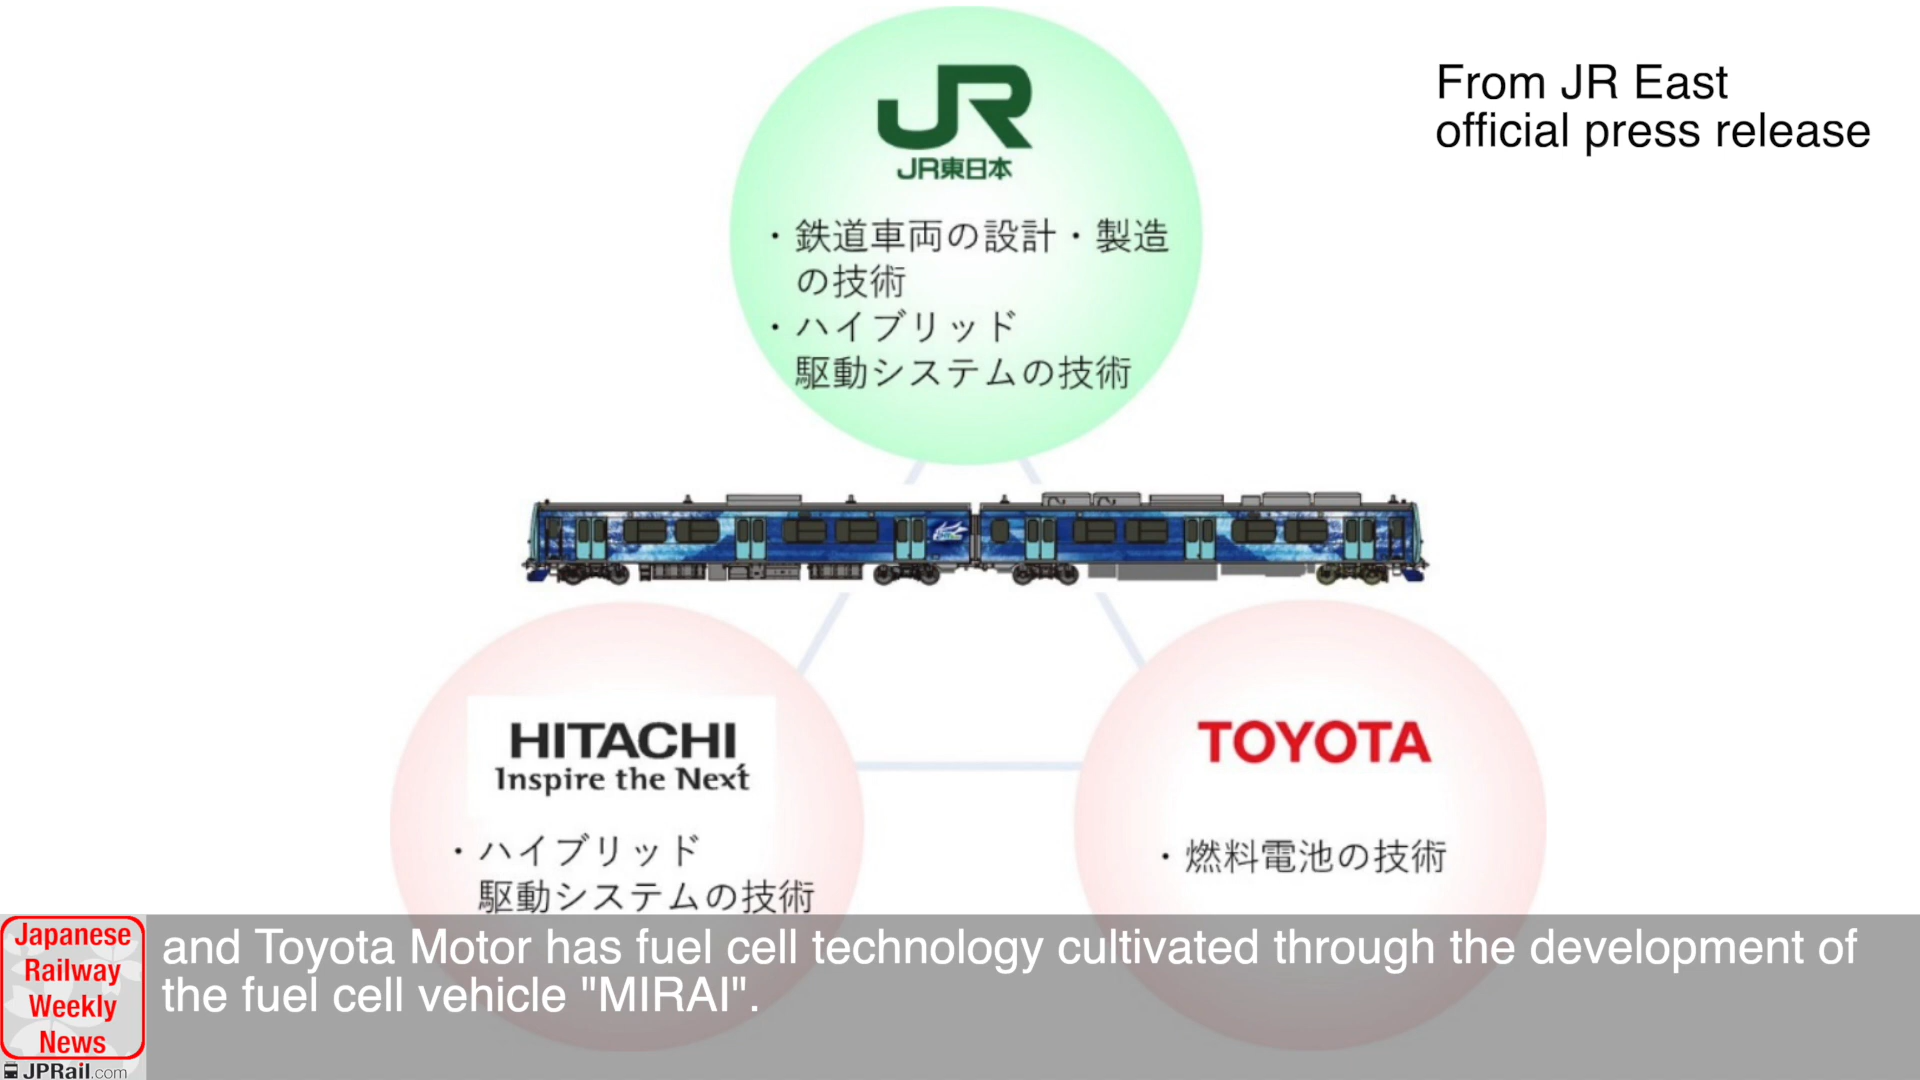 JR
JR東日本
From JR East
official press release
・鉄道車両の設計・製造
の技術
・ハイブリッド
駆動システムの技術
HITACHI
Inspire the Next
・ハイブリッド
駆動システムの技術
TOYOTA
・燃料電池の技術
Japanese
Railway
Weekly
News
JPRail.com
and Toyota Motor has fuel cell technology cultivated through the development of
the fuel cell vehicle "MIRAI".